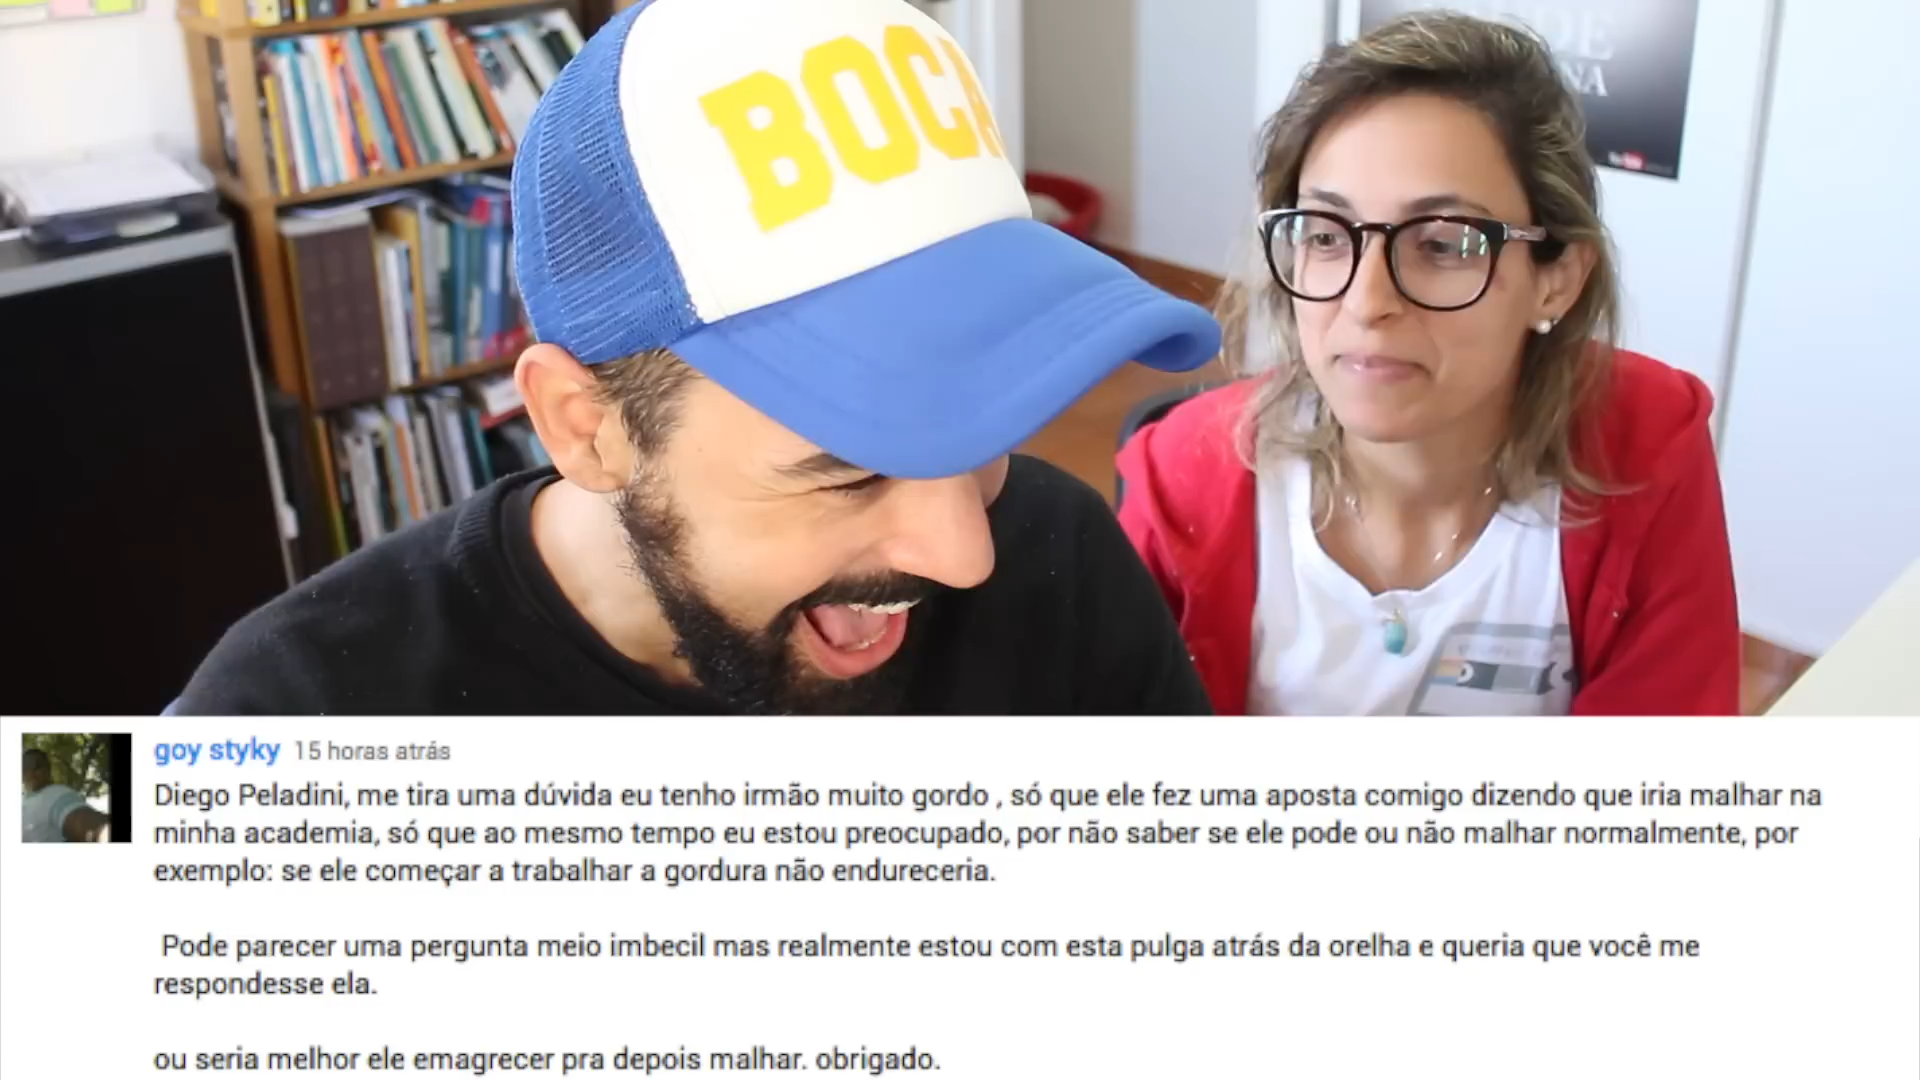 BOCA
NA
goy styky 15 horas atrás
Diego Peladini, me tira uma dúvida eu tenho irmão muito gordo , só que ele fez uma aposta comigo dizendo que iria malhar na
minha academia, só que ao mesmo tempo eu estou preocupado, por não saber se ele pode ou não malhar normalmente, por
exemplo: se ele começar a trabalhar a gordura não endureceria.
Pode parecer uma pergunta meio imbecil mas realmente estou com esta pulga atrás da orelha e queria que você me
respondesse ela.
ou seria melhor ele emagrecer pra depois malhar. obrigado.